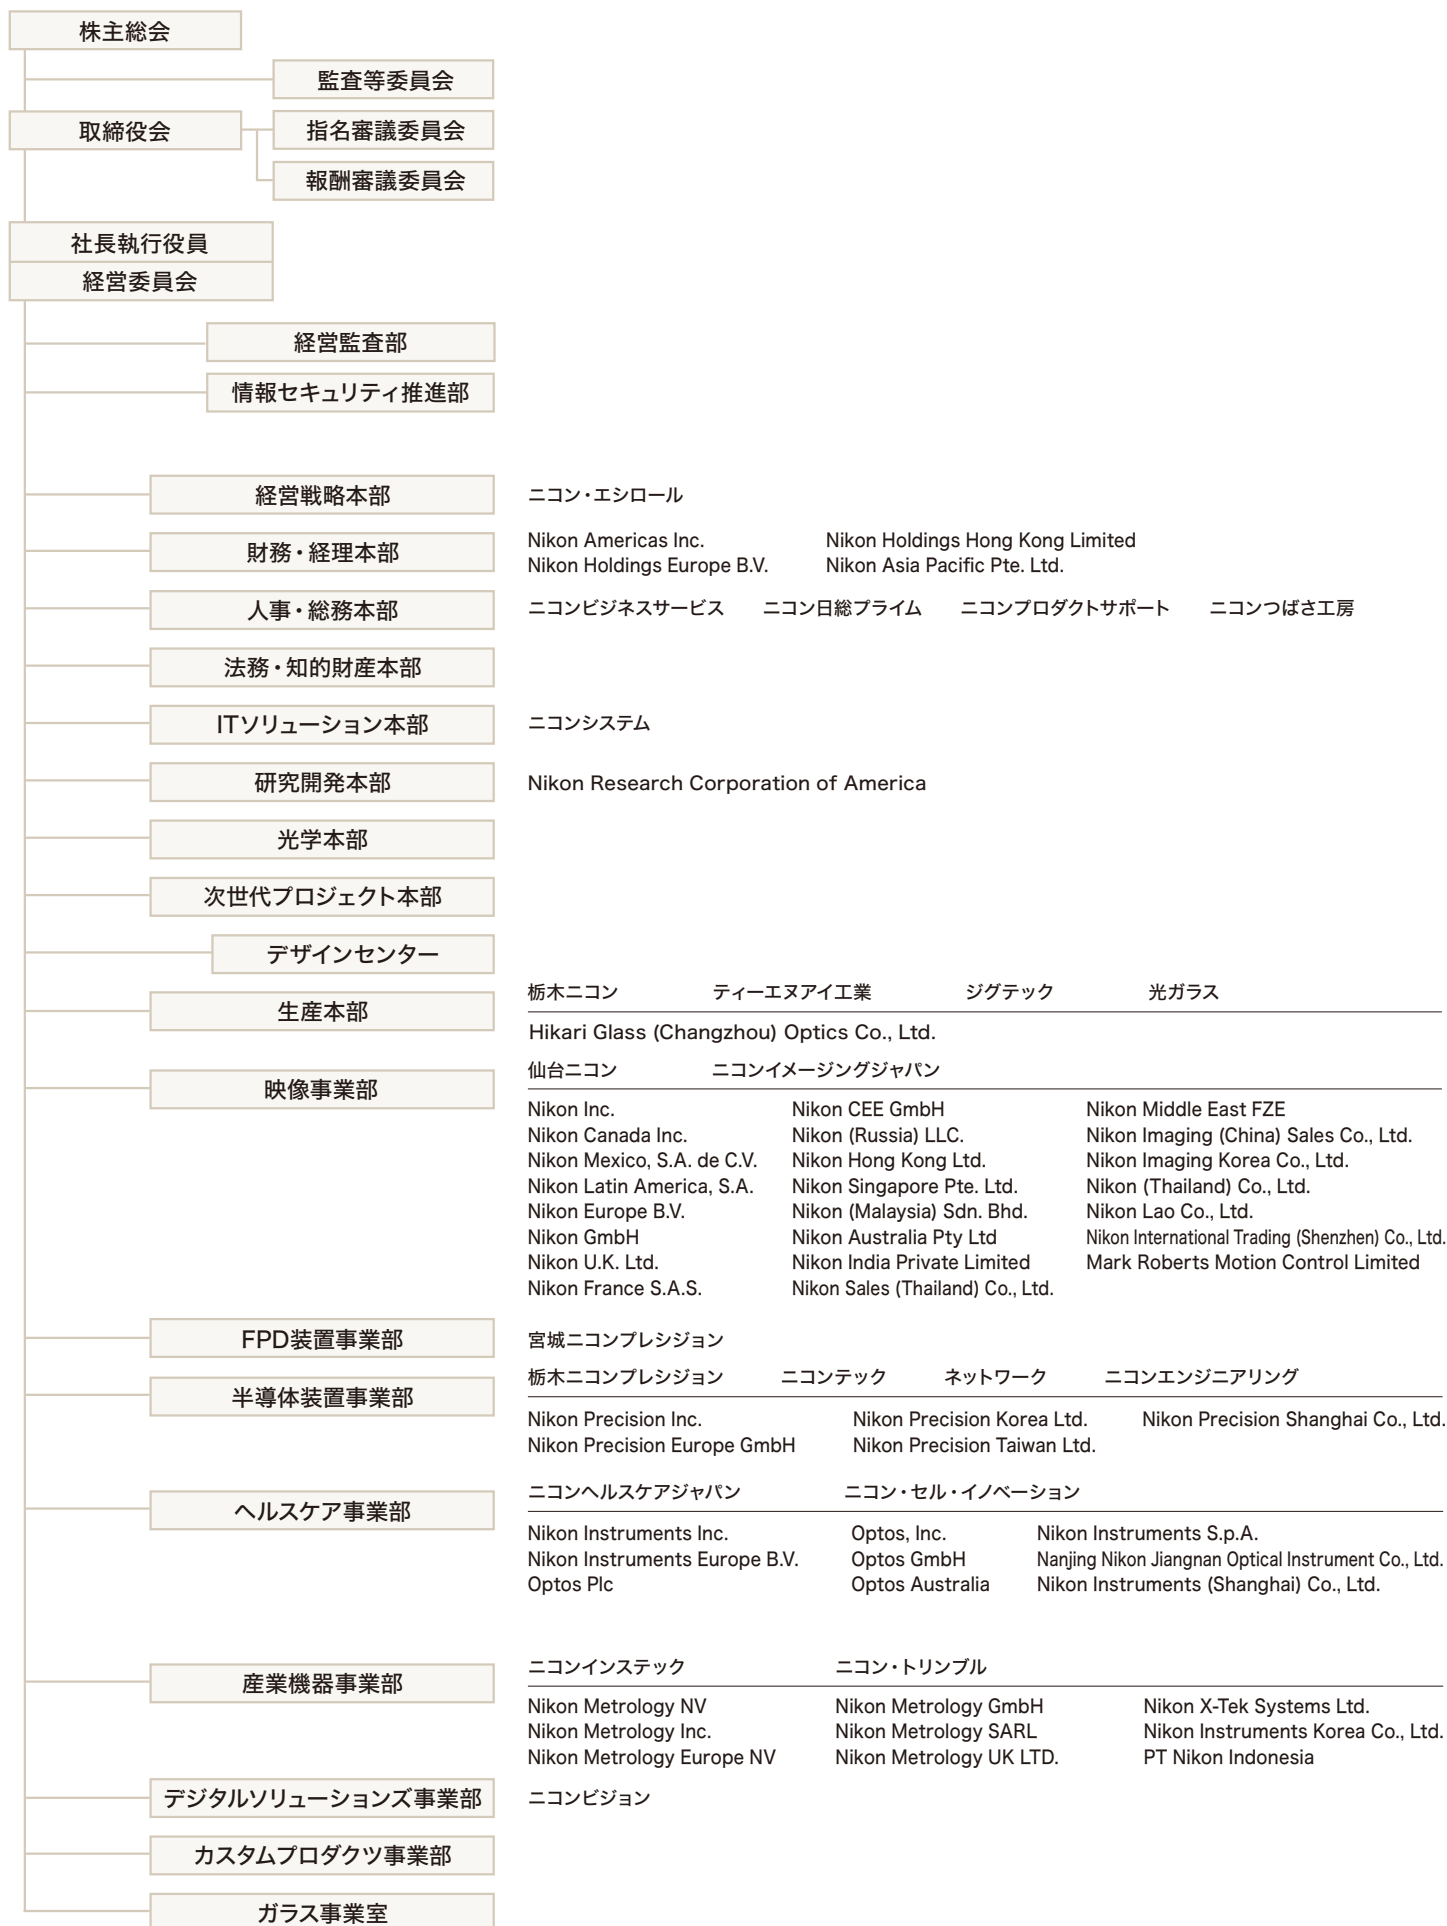 株主総会
監査等委員会
取締役会
指名審議委員会
報酬審議委員会
社長執行役員
経営委員会
経営監査部
情報セキュリティ推進部
経営戦略本部
ニコン・エシロール
財務・経理本部
Nikon Americas Inc.
Nikon Holdings Hong Kong Limited
Nikon Holdings Europe B.V.
Nikon Asia Pacific Pte. Ltd.
人事・総務本部
ニコンビジネスサービス ニコン日総プライム ニコンプロダクトサポート ニコンつばさ工房
法務・知的財産本部
ITソリューション本部
ニコンシステム
研究開発本部
Nikon Research Corporation of America
光学本部
次世代プロジェクト本部
デザインセンター
生産本部
栃木ニコン ティーエヌアイ工業 ジグテック 光ガラス
Hikari Glass (Changzhou) Optics Co., Ltd.
映像事業部
仙台ニコン ニコンイメージングジャパン
Nikon Inc. Nikon CEE GmbH Nikon Middle East FZE
Nikon Canada Inc. Nikon (Russia) LLC. Nikon Imaging (China) Sales Co., Ltd.
Nikon Mexico, S.A. de C.V. Nikon Hong Kong Ltd. Nikon Imaging Korea Co., Ltd.
Nikon Latin America, S.A. Nikon Singapore Pte. Ltd. Nikon (Thailand) Co., Ltd.
Nikon Europe B.V. Nikon (Malaysia) Sdn. Bhd. Nikon Lao Co., Ltd.
Nikon GmbH Nikon Australia Pty Ltd Nikon International Trading (Shenzhen) Co., Ltd.
Nikon U.K. Ltd. Nikon India Private Limited Mark Roberts Motion Control Limited
Nikon France S.A.S. Nikon Sales (Thailand) Co., Ltd.
FPD装置事業部
宮城ニコンプレシジョン
半導体装置事業部
栃木ニコンプレシジョン ニコンテック ネットワーク ニコンエンジニアリング
Nikon Precision Inc. Nikon Precision Korea Ltd. Nikon Precision Shanghai Co., Ltd.
Nikon Precision Europe GmbH Nikon Precision Taiwan Ltd.
ヘルスケア事業部
ニコンヘルスケアジャパン ニコン・セル・イノベーション
Nikon Instruments Inc. Optos, Inc. Nikon Instruments S.p.A.
Nikon Instruments Europe B.V. Optos GmbH Nanjing Nikon Jiangnan Optical Instrument Co., Ltd.
Optos Plc Optos Australia Nikon Instruments (Shanghai) Co., Ltd.
産業機器事業部
ニコンインステック ニコン・トリンブル
Nikon Metrology NV Nikon Metrology GmbH Nikon X-Tek Systems Ltd.
Nikon Metrology Inc. Nikon Metrology SARL Nikon Instruments Korea Co., Ltd.
Nikon Metrology Europe NV Nikon Metrology UK LTD. PT Nikon Indonesia
デジタルソリューションズ事業部
ニコンビジョン
カスタムプロダクツ事業部
ガラス事業室